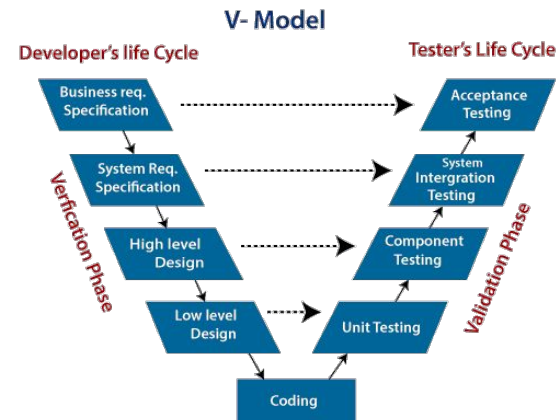 V- Model
Developer's life Cycle
Tester's Life Cycle
Business req.
Specification
Acceptance
Testing
System Req.
Specification
System
Intergration
Testing
High level
Design
Component
Testing
Low level
Design
Unit Testing
Coding
Verfication Phase
Validation Phase